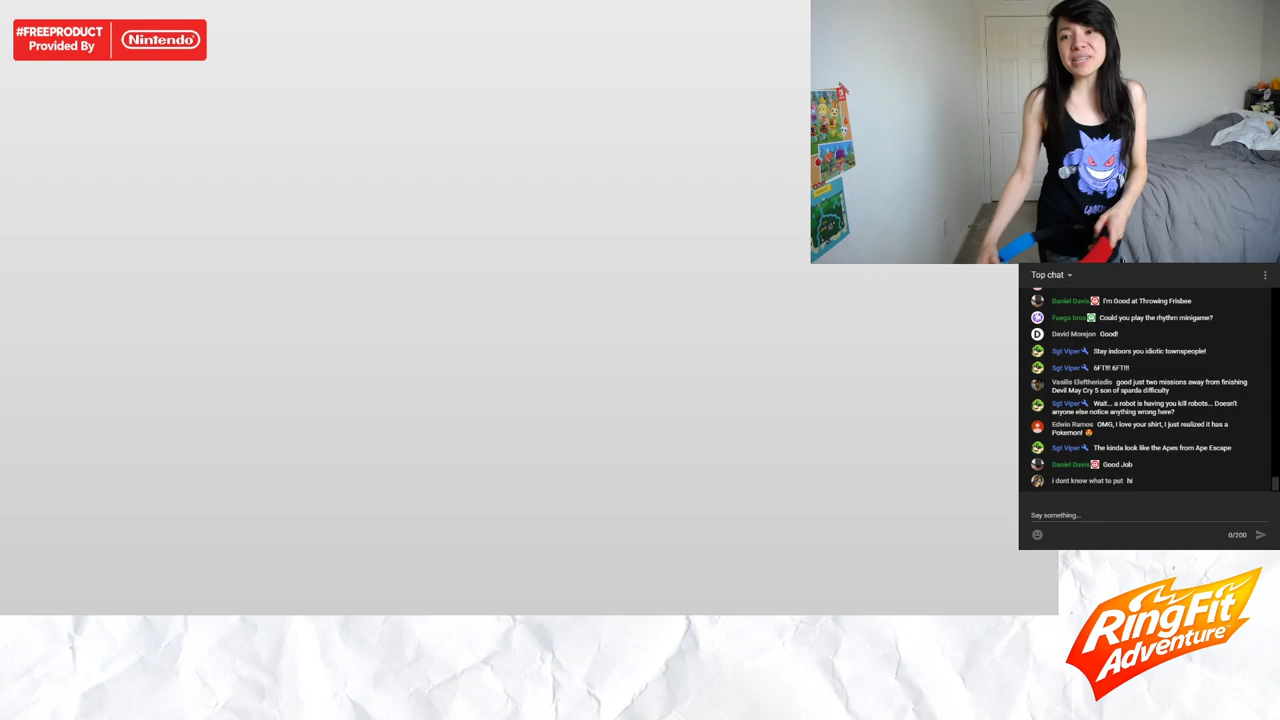 #FREEPRODUCT
Provided By
Nintendo
Top chat
Daniel Davis I'm Good at Throwing Frisbee
Fuego bros Could you play the rhythm minigame?
David Morejon Good!
Sgt Viper Stay indoors you idiotic townspeople!
Sgt Viper 6FT!!! 6FT!!!
Vasilis Eleftheriadis good just two missions away from finishing
Devil May Cry 5 son of sparda difficulty
Sgt Viper Wait... a robot is having you kill robots... Doesn't
anyone else notice anything wrong here?
Edwin Ramos OMG, I love your shirt, I just realized it has a
Pokemon!
Sgt Viper The kinda look like the Apes from Ape Escape
Daniel Davis Good Job
i dont know what to put hi
Say something...
0/200
RingFit
Adventure